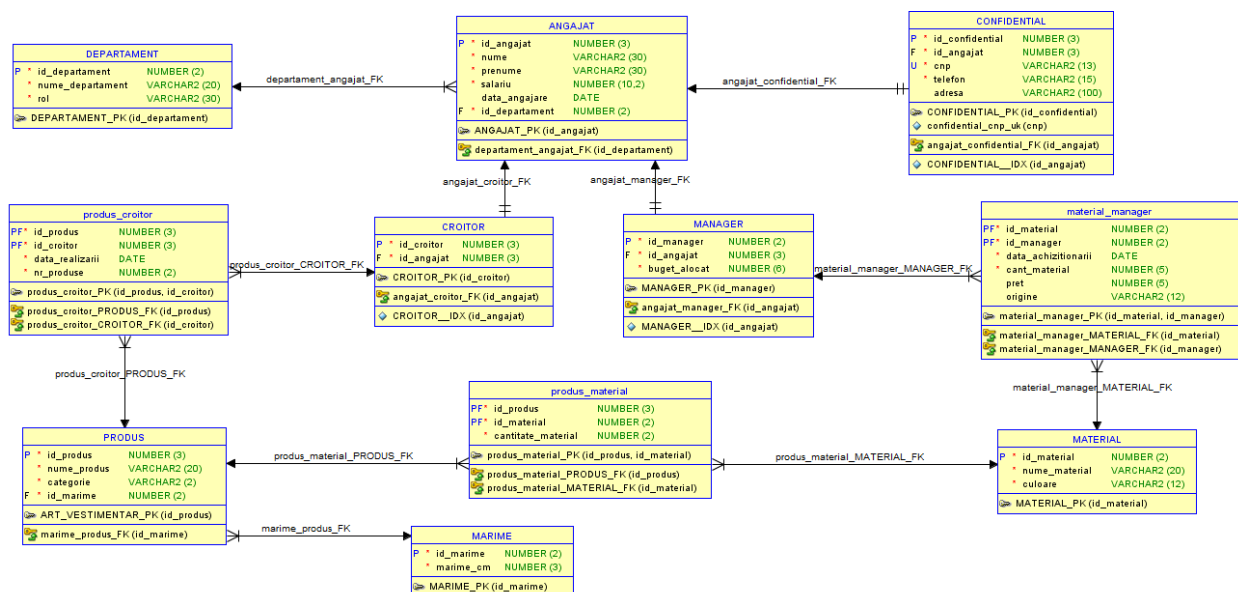 DEPARTAMENT
P * id_departament NUMBER (2)
* nume_departament VARCHAR2 (20)
* rol VARCHAR2 (30)
DEPARTAMENT_PK (id_departament)
departament_angajat_FK
ANGAJAT
P * id_angajat NUMBER (3)
* nume VARCHAR2 (30)
* prenume VARCHAR2 (30)
* salariu NUMBER (10,2)
data_angajare DATE
F * id_departament NUMBER (2)
ANGAJAT_PK (id_angajat)
departament_angajat_FK (id_departament)
angajat_confidential_FK
CONFIDENTIAL
P * id_confidential NUMBER (3)
F * id_angajat NUMBER (3)
U * cnp VARCHAR2 (13)
* telefon VARCHAR2 (15)
adresa VARCHAR2 (100)
CONFIDENTIAL_PK (id_confidential)
confidential_cnp_uk (cnp)
angajat_confidential_FK (id_angajat)
CONFIDENTIAL__IDX (id_angajat)
angajat_croitor_FK
angajat_manager_FK
produs_croitor
PF* id_produs NUMBER (3)
PF* id_croitor NUMBER (3)
* data_realizarii DATE
* nr_produse NUMBER (2)
produs_croitor_PK (id_produs, id_croitor)
produs_croitor_PRODUS_FK (id_produs)
produs_croitor_CROITOR_FK (id_croitor)
produs_croitor_CROITOR_FK
CROITOR
P * id_croitor NUMBER (3)
F * id_angajat NUMBER (3)
CROITOR_PK (id_croitor)
angajat_croitor_FK (id_angajat)
CROITOR__IDX (id_angajat)
MANAGER
P * id_manager NUMBER (2)
F * id_angajat NUMBER (3)
* buget_alocat NUMBER (6)
MANAGER_PK (id_manager)
angajat_manager_FK (id_angajat)
MANAGER__IDX (id_angajat)
material_manager_MANAGER_FK
material_manager
PF* id_material NUMBER (2)
PF* id_manager NUMBER (2)
* data_achizitionarii DATE
* cant_material NUMBER (5)
pret NUMBER (5)
origine VARCHAR2 (12)
material_manager_PK (id_material, id_manager)
material_manager_MATERIAL_FK (id_material)
material_manager_MANAGER_FK (id_manager)
produs_croitor_PRODUS_FK
material_manager_MATERIAL_FK
PRODUS
P * id_produs NUMBER (3)
* nume_produs VARCHAR2 (20)
* categorie VARCHAR2 (2)
F * id_marime NUMBER (2)
ART_VESTIMENTAR_PK (id_produs)
marime_produs_FK (id_marime)
produs_material_PRODUS_FK
produs_material
PF* id_produs NUMBER (3)
PF* id_material NUMBER (2)
* cantitate_material NUMBER (2)
produs_material_PK (id_produs, id_material)
produs_material_PRODUS_FK (id_produs)
produs_material_MATERIAL_FK (id_material)
produs_material_MATERIAL_FK
MATERIAL
P * id_material NUMBER (2)
* nume_material VARCHAR2 (20)
* culoare VARCHAR2 (12)
MATERIAL_PK (id_material)
marime_produs_FK
MARIME
P * id_marime NUMBER (2)
* marime_cm NUMBER (3)
MARIME_PK (id_marime)